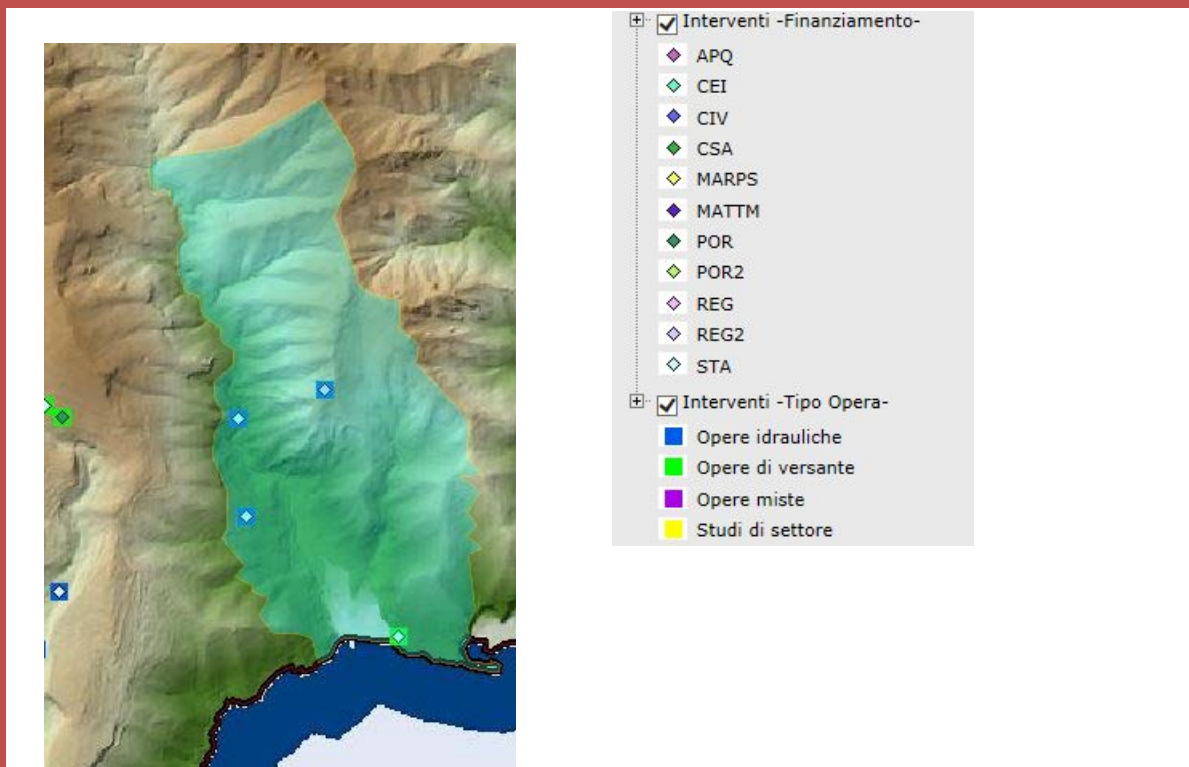 Interventi -Finanziamento-
APQ
CEI
CIV
CSA
MARPS
MATTM
POR
POR2
REG
REG2
STA
Interventi -Tipo Opera-
Opere idrauliche
Opere di versante
Opere miste
Studi di settore